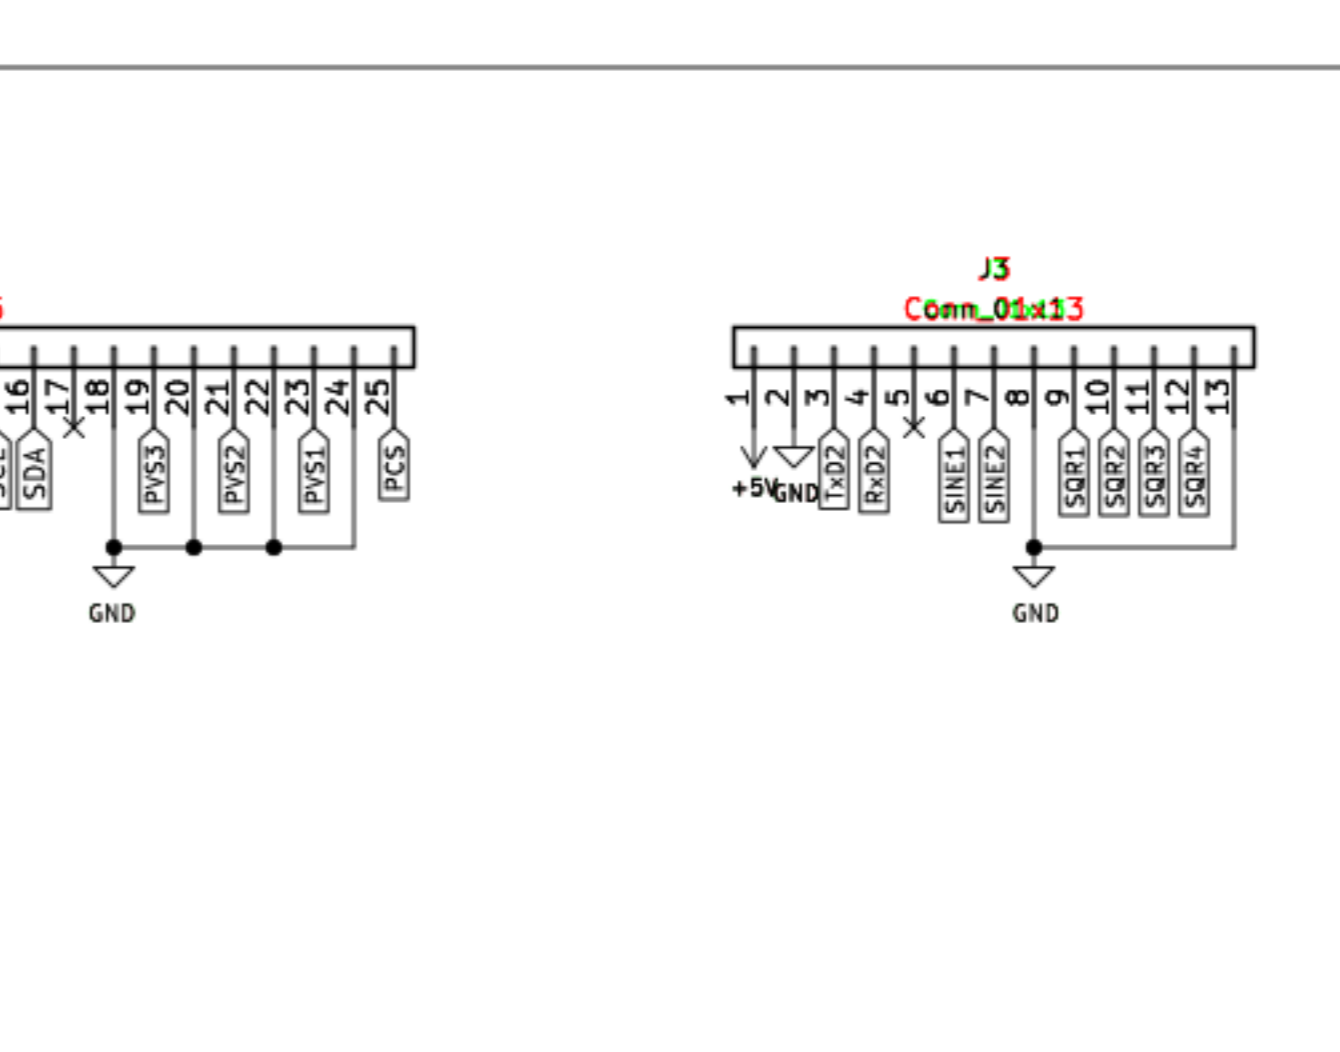 J3
Conn_01x13
16 17 18 19 20 21 22 23 24 25
1 2 3 4 5 6 7 8 9 10 11 12 13
SDA PVS3 PVS2 PVS1 PCS
TxD2 RxD2 SINE1 SINE2 SQR1 SQR2 SQR3 SQR4
+5V GND
GND
GND